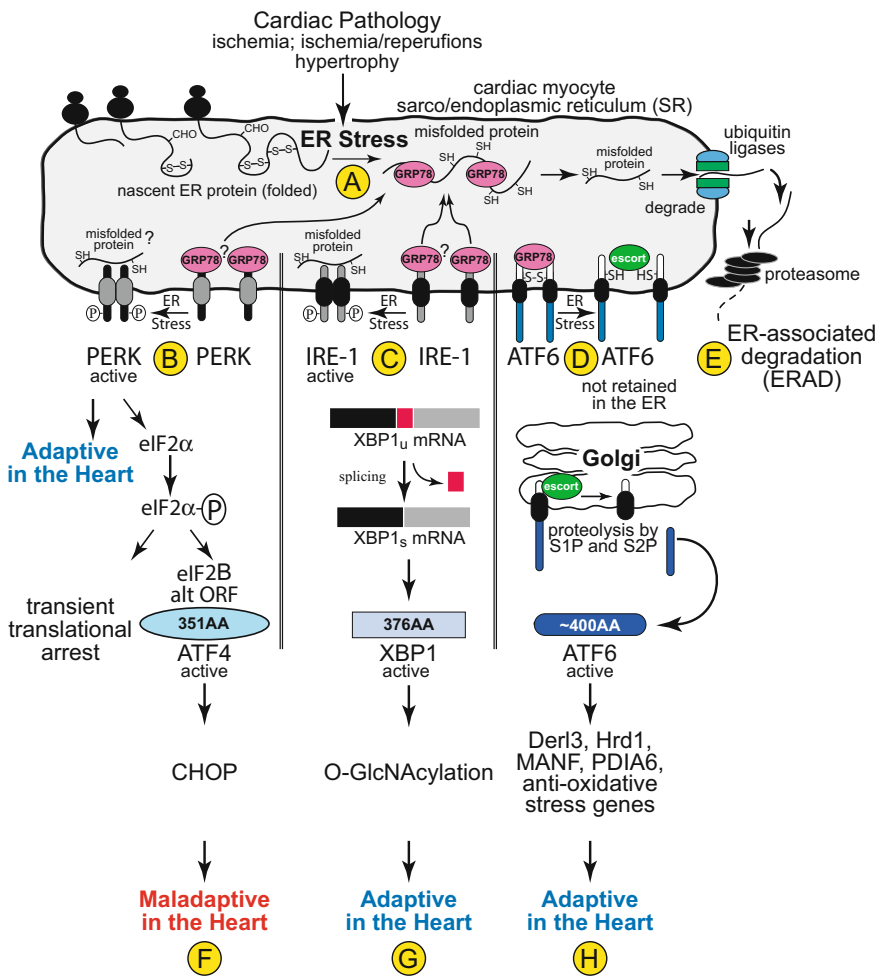 Cardiac Pathology
ischemia; ischemia/reperufions
hypertrophy
cardiac myocyte
sarco/endoplasmic reticulum (SR)
CHO
CHO
S-S
S-S
S-S
ER Stress
A
nascent ER protein (folded)
misfolded protein
SH
SH
SH
SH
GRP78
GRP78
misfolded
protein
SH
SH
ubiquitin
ligases
degrade
proteasome
misfolded
protein ?
SH
SH
GRP78 ? GRP78
P
P
ER
Stress
misfolded
protein
SH
SH
GRP78 ? GRP78
P
P
ER
Stress
GRP78
S-S
ER
Stress
escort
SH HS
PERK
active
B
PERK
IRE-1
active
C
IRE-1
ATF6
D
ATF6
E
ER-associated
degradation
(ERAD)
not retained
in the ER
Adaptive
in the Heart
eIF2α
eIF2α-P
transient
translational
arrest
eIF2B
alt ORF
351AA
ATF4
active
CHOP
Maladaptive
in the Heart
F
XBP1u mRNA
splicing
XBP1s mRNA
376AA
XBP1
active
O-GlcNAcylation
Adaptive
in the Heart
G
Golgi
escort
proteolysis by
S1P and S2P
~400AA
ATF6
active
Derl3, Hrd1,
MANF, PDIA6,
anti-oxidative
stress genes
Adaptive
in the Heart
H